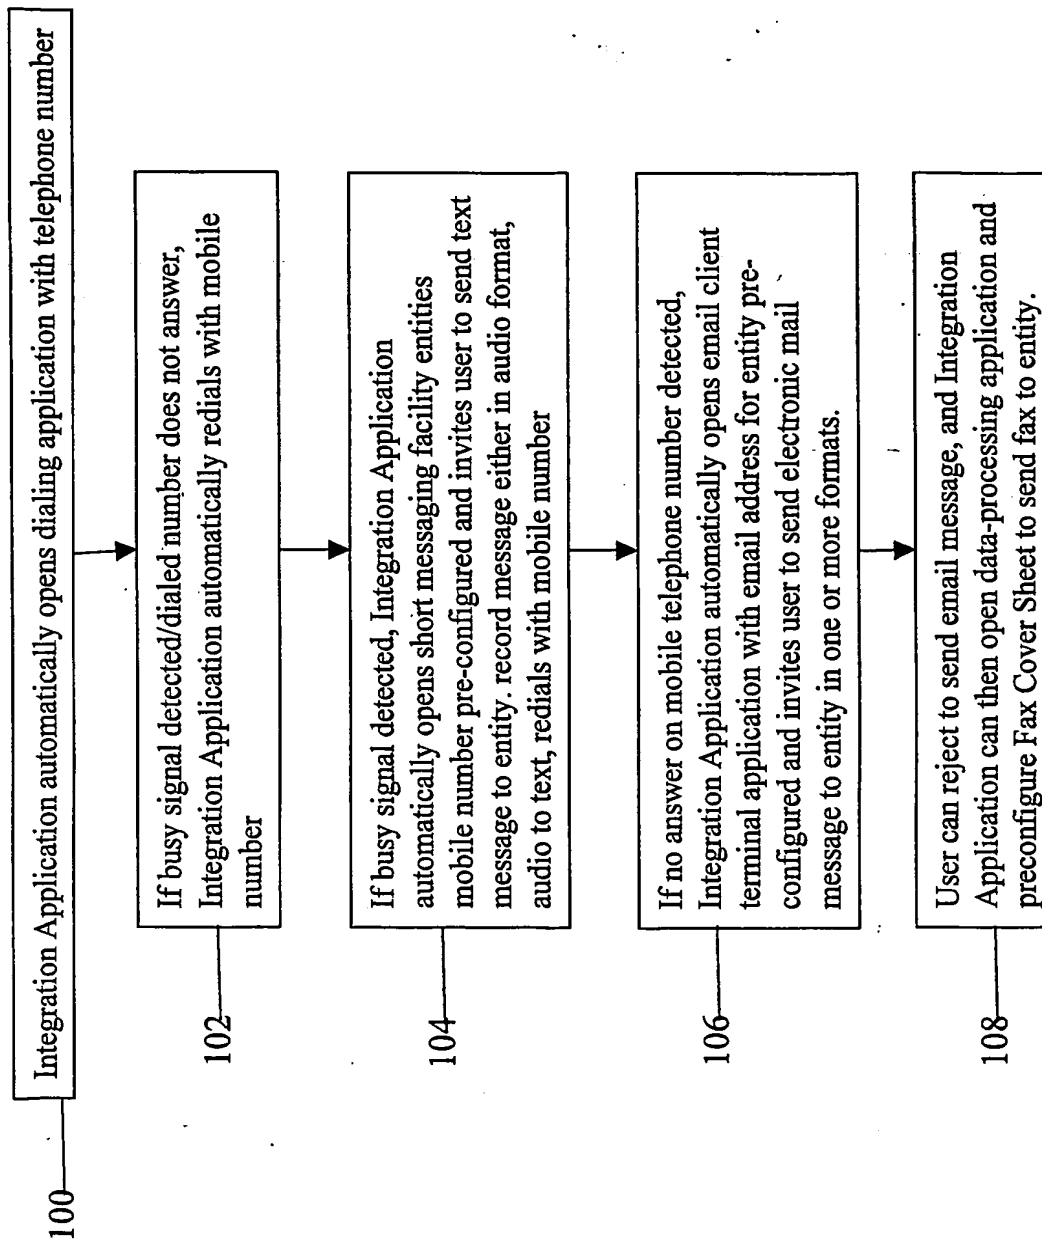 100
Integration Application automatically opens dialing application with telephone number
102
If busy signal detected/dialed number does not answer,
Integration Application automatically redials with mobile
number
104
If busy signal detected, Integration Application
automatically opens short messaging facility entities
mobile number pre-configured and invites user to send text
message to entity. record message either in audio format,
audio to text, redials with mobile number
106
If no answer on mobile telephone number detected,
Integration Application automatically opens email client
terminal application with email address for entity pre-
configured and invites user to send electronic mail
message to entity in one or more formats.
108
User can reject to send email message, and Integration
Application can then open data-processing application and
preconfigure Fax Cover Sheet to send fax to entity.